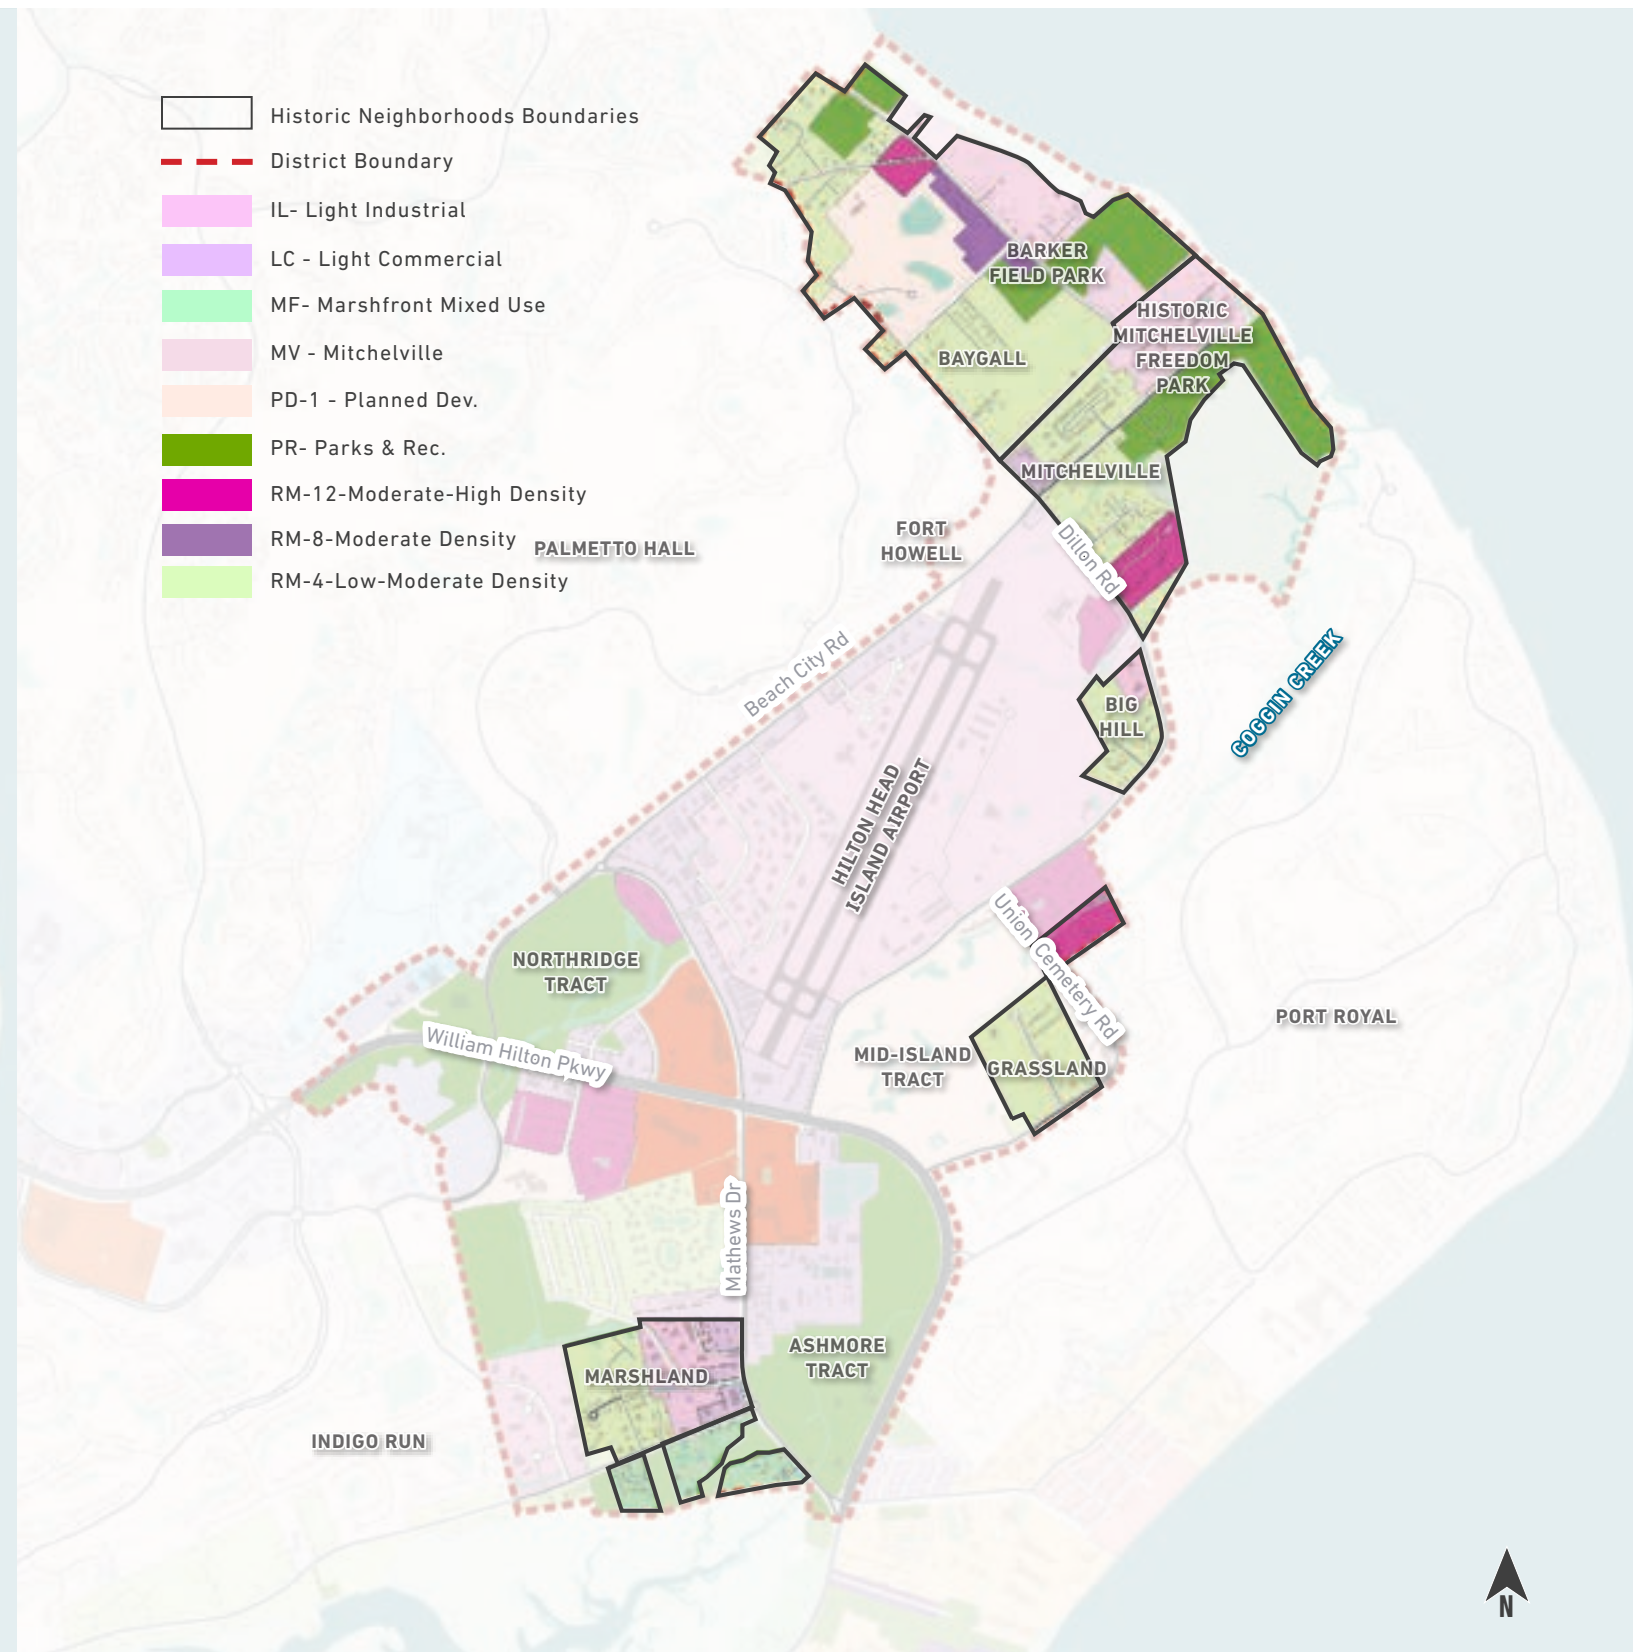 Historic Neighborhoods Boundaries
District Boundary
IL- Light Industrial
LC - Light Commercial
MF- Marshfront Mixed Use
MV - Mitchelville
PD-1 - Planned Dev.
PR- Parks & Rec.
RM-12-Moderate-High Density
RM-8-Moderate Density
RM-4-Low-Moderate Density
BARKER
FIELD PARK
HISTORIC
MITCHELVILLE
FREEDOM
PARK
BAYGALL
MITCHELVILLE
PALMETTO HALL
FORT
HOWELL
Dillon Rd
Beach City Rd
BIG
HILL
COGGIN CREEK
HILTON HEAD
ISLAND AIRPORT
Union Cemetery Rd
NORTHRIDGE
TRACT
William Hilton Pkwy
MID-ISLAND
TRACT
GRASSLAND
PORT ROYAL
Mathews Dr
ASHMORE
TRACT
MARSHLAND
INDIGO RUN
N